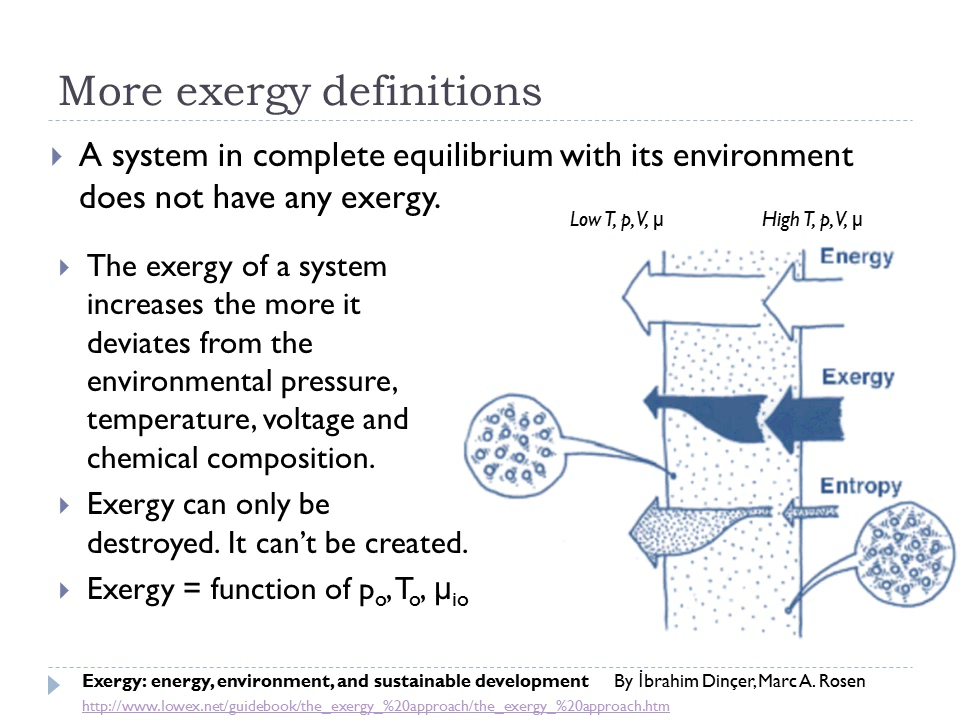 More exergy definitions
A system in complete equilibrium with its environment
does not have any exergy.
Low T, p, V, µ
High T, p, V, µ
The exergy of a system
increases the more it
deviates from the
environmental pressure,
temperature, voltage and
chemical composition.
Exergy can only be
destroyed. It can’t be created.
Exergy = function of pₒ, Tₒ, µᵢₒ
Energy
Exergy
Entropy
Exergy: energy, environment, and sustainable development By İbrahim Dinçer, Marc A. Rosen
http://www.lowex.net/guidebook/the_exergy_%20approach/the_exergy_%20approach.htm